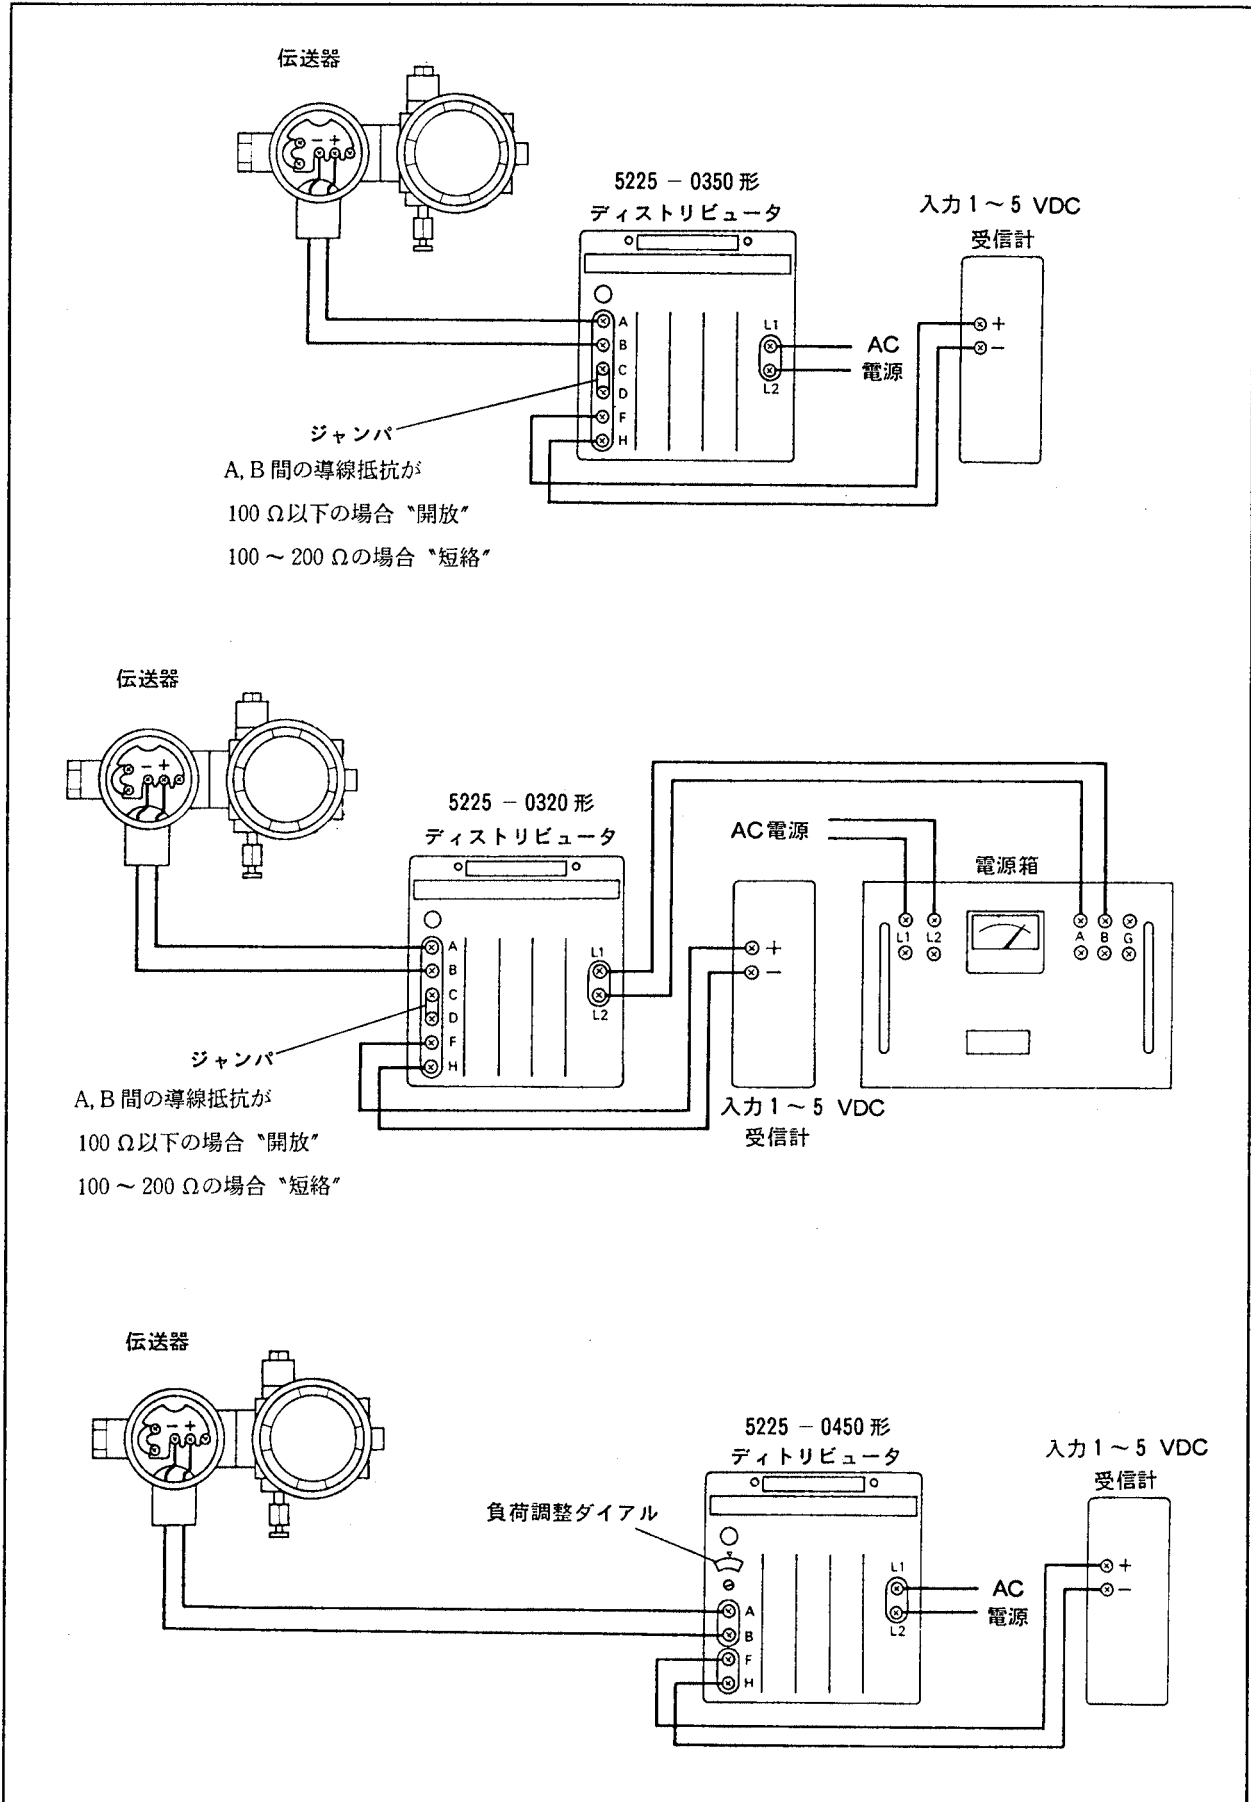 伝送器
− +
5225 − 0350 形
ディストリビュータ
入力 1 ~ 5 VDC
受信計
A
B
C
D
F
H
L1
L2
AC
電源
+
−
ジャンパ
A, B 間の導線抵抗が
100 Ω以下の場合 〝開放〞
100 ~ 200 Ωの場合 〝短絡〞
伝送器
− +
5225 − 0320 形
ディストリビュータ
A
B
C
D
F
H
L1
L2
AC電源
電源箱
L1 L2 A B G
+
−
入力 1 ~ 5 VDC
受信計
ジャンパ
A, B 間の導線抵抗が
100 Ω以下の場合 〝開放〞
100 ~ 200 Ωの場合 〝短絡〞
伝送器
− +
5225 − 0450 形
ディトリビュータ
入力 1 ~ 5 VDC
受信計
負荷調整ダイアル
A
B
F
H
L1
L2
AC
電源
+
−